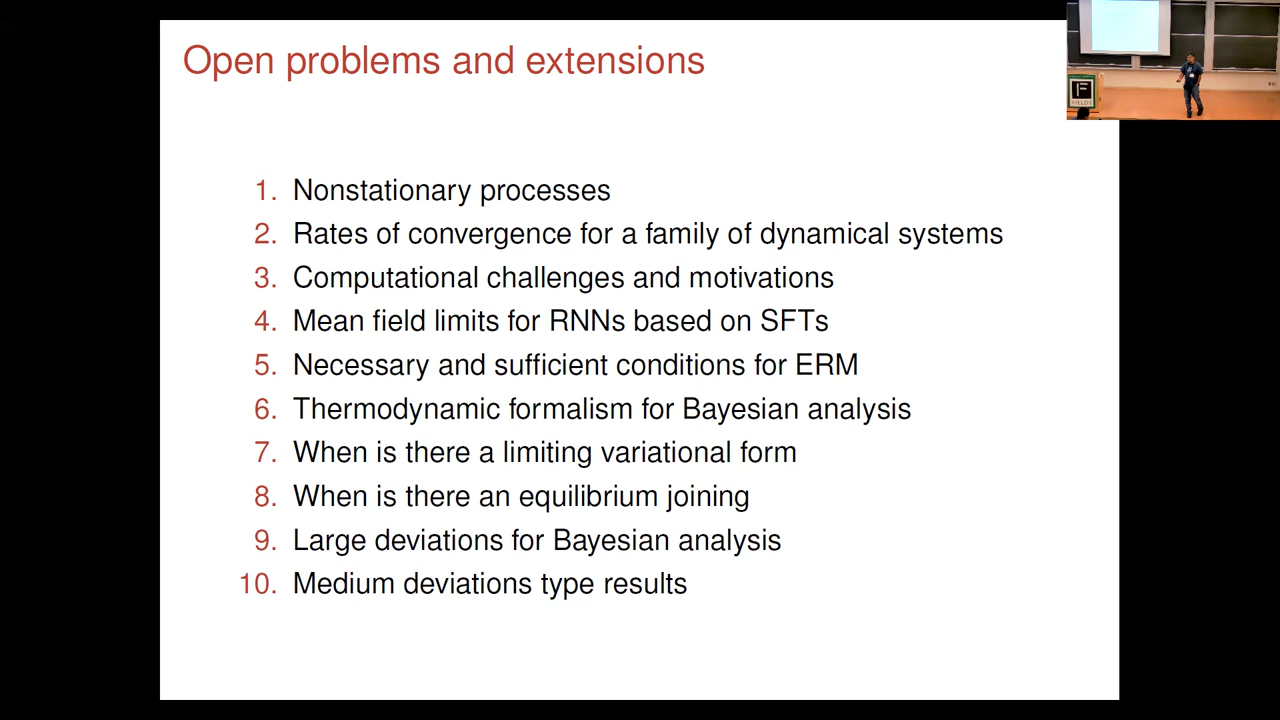 Open problems and extensions
1. Nonstationary processes
2. Rates of convergence for a family of dynamical systems
3. Computational challenges and motivations
4. Mean field limits for RNNs based on SFTs
5. Necessary and sufficient conditions for ERM
6. Thermodynamic formalism for Bayesian analysis
7. When is there a limiting variational form
8. When is there an equilibrium joining
9. Large deviations for Bayesian analysis
10. Medium deviations type results
FIELDS